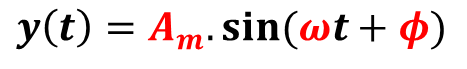 y(t) = Aₘ. sin(ωt + ϕ)